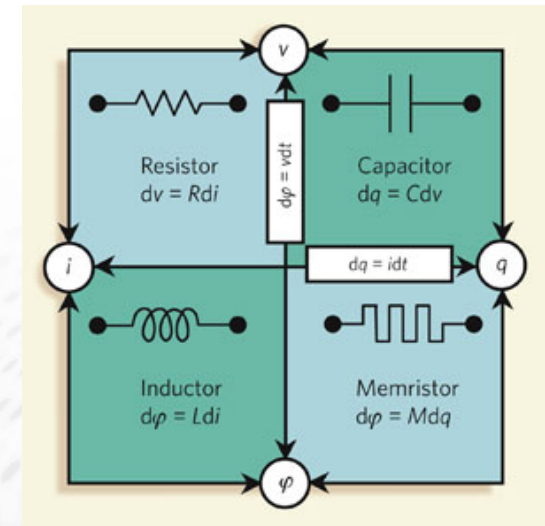 v
Resistor
dv = Rdi
dφ = vdt
Capacitor
dq = Cdv
i
dq = idt
q
Inductor
dφ = Ldi
Memristor
dφ = Mdq
φ